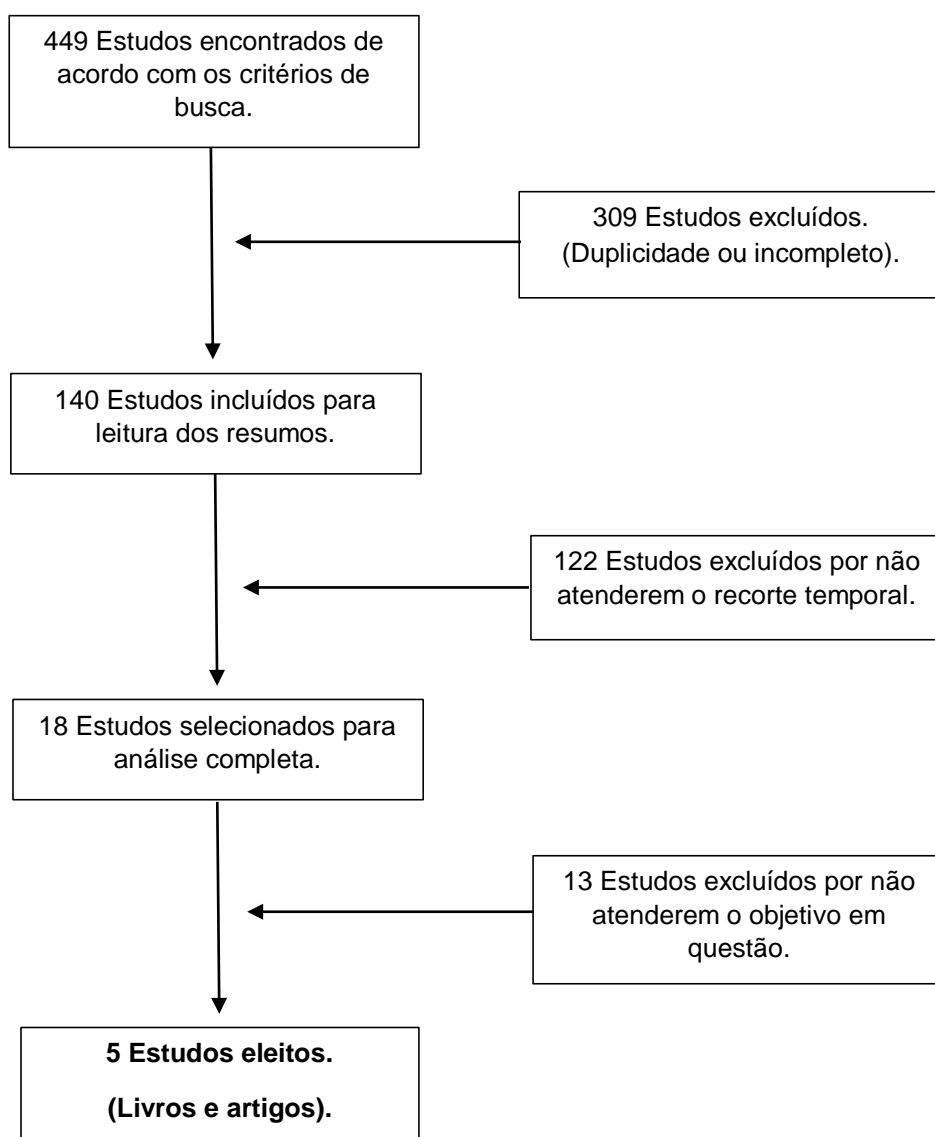 449 Estudos encontrados de
acordo com os critérios de
busca.
309 Estudos excluídos.
(Duplicidade ou incompleto).
140 Estudos incluídos para
leitura dos resumos.
122 Estudos excluídos por não
atenderem o recorte temporal.
18 Estudos selecionados para
análise completa.
13 Estudos excluídos por não
atenderem o objetivo em
questão.
5 Estudos eleitos.
(Livros e artigos).